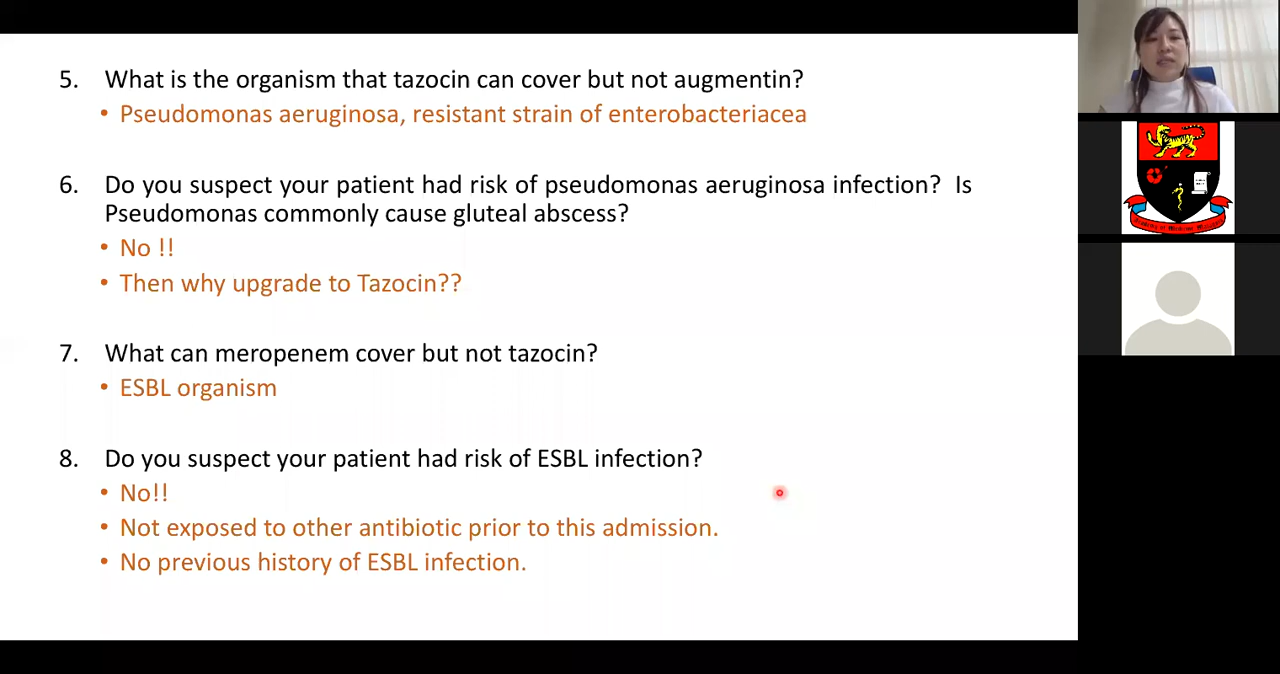 5. What is the organism that tazocin can cover but not augmentin?
• Pseudomonas aeruginosa, resistant strain of enterobacteriacea
6. Do you suspect your patient had risk of pseudomonas aeruginosa infection? Is
Pseudomonas commonly cause gluteal abscess?
• No !!
• Then why upgrade to Tazocin??
7. What can meropenem cover but not tazocin?
• ESBL organism
8. Do you suspect your patient had risk of ESBL infection?
• No!!
• Not exposed to other antibiotic prior to this admission.
• No previous history of ESBL infection.